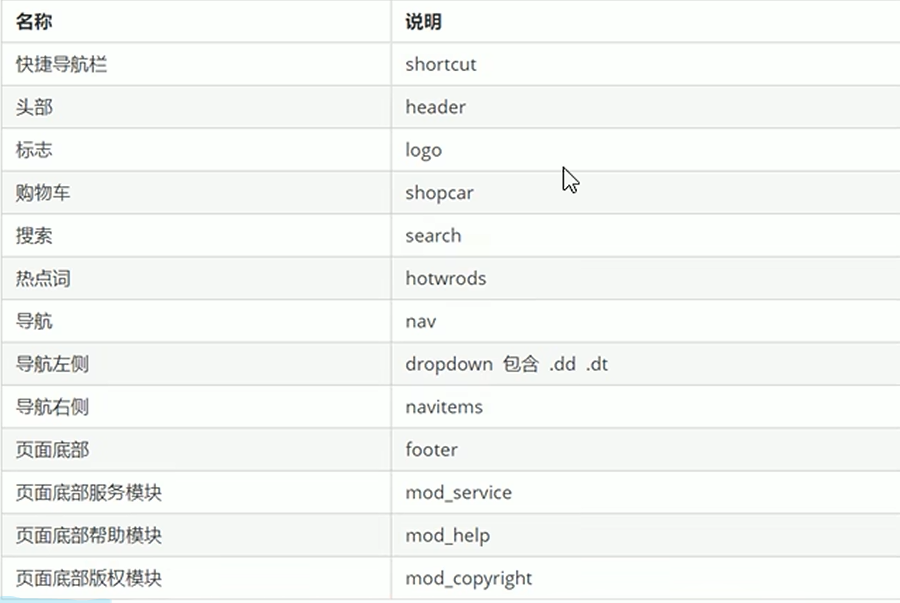 名称 说明
快捷导航栏 shortcut
头部 header
标志 logo
购物车 shopcar
搜索 search
热点词 hotwrods
导航 nav
导航左侧 dropdown 包含 .dd .dt
导航右侧 navitems
页面底部 footer
页面底部服务模块 mod_service
页面底部帮助模块 mod_help
页面底部版权模块 mod_copyright